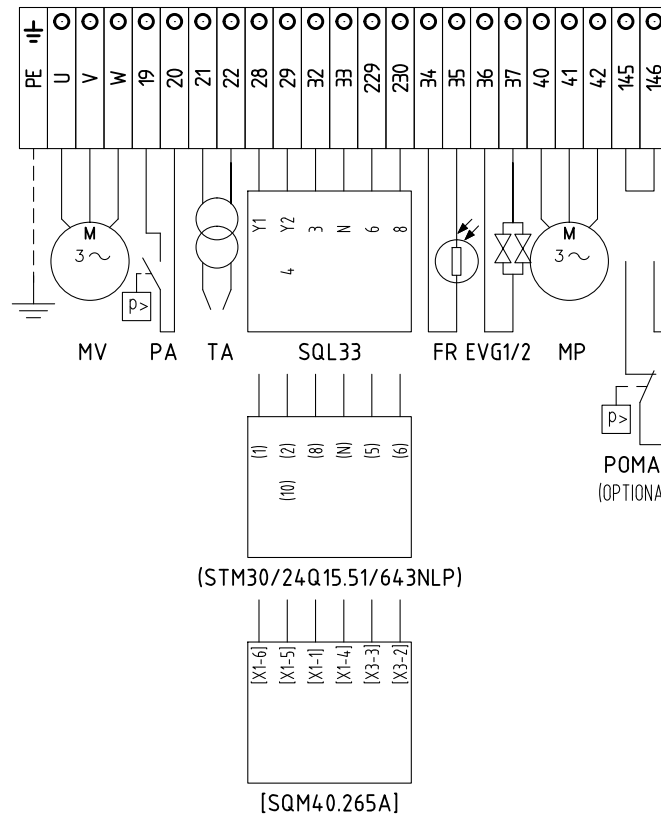 PE U V W 19 20 21 22 28 29 32 33 229 230 34 35 36 37 40 41 42 145 146
Y1 Y2 3 N 6 8
4
M
3~
M
3~
p>
MV PA TA SQL33 FR EVG1/2 MP
p>
(1) (2) (8) (N) (5) (6)
(10)
POMA
(OPTIONA
(STM30/24Q15.51/643NLP)
[X1-6] [X1-5] [X1-1] [X1-4] [X3-3] [X3-2]
[SQM40.265A]